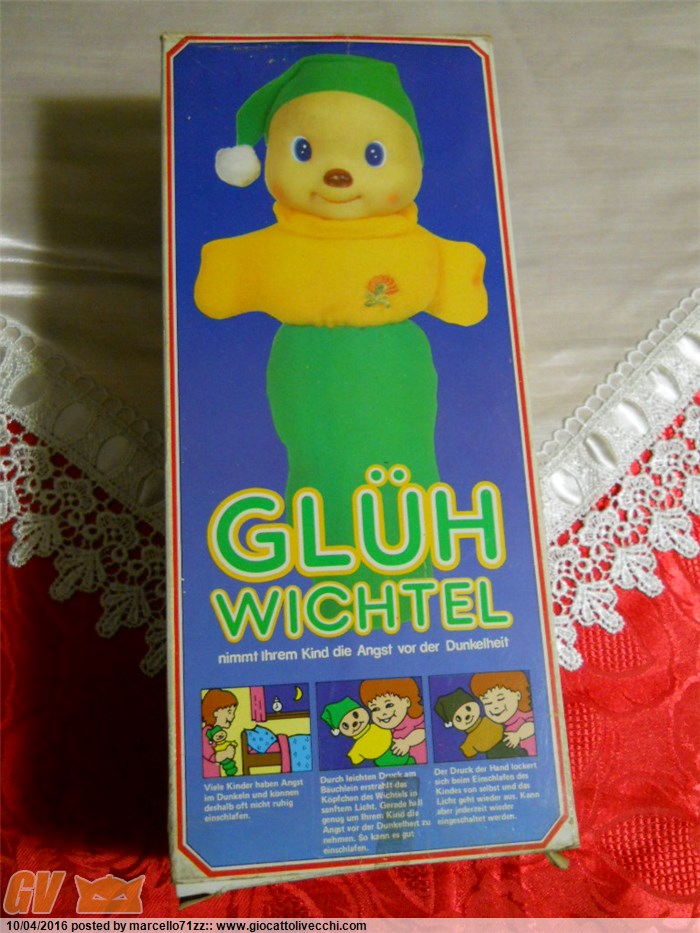 GLÜH
WICHTEL
nimmt Ihrem Kind die Angst vor der Dunkelheit
Viele Kinder haben Angst
im Dunkeln und können
deshalb oft nicht ruhig
einschlafen.
Durch leichten Druck am
Bäuchlein erstrahlt das
Köpfchen des Wichtels in
sanftem Licht. Gerade hell
genug um Ihrem Kind die
Angst vor der Dunkelheit zu
nehmen. So kann es gut
einschlafen.
Der Druck der Hand lockert
sich beim Einschlafen des
Kindes von selbst und das
Licht geht wieder aus. Kann
aber jederzeit wieder
eingeschaltet werden.
GV
10/04/2016 posted by marcello71zz:: www.giocattolivecchi.com